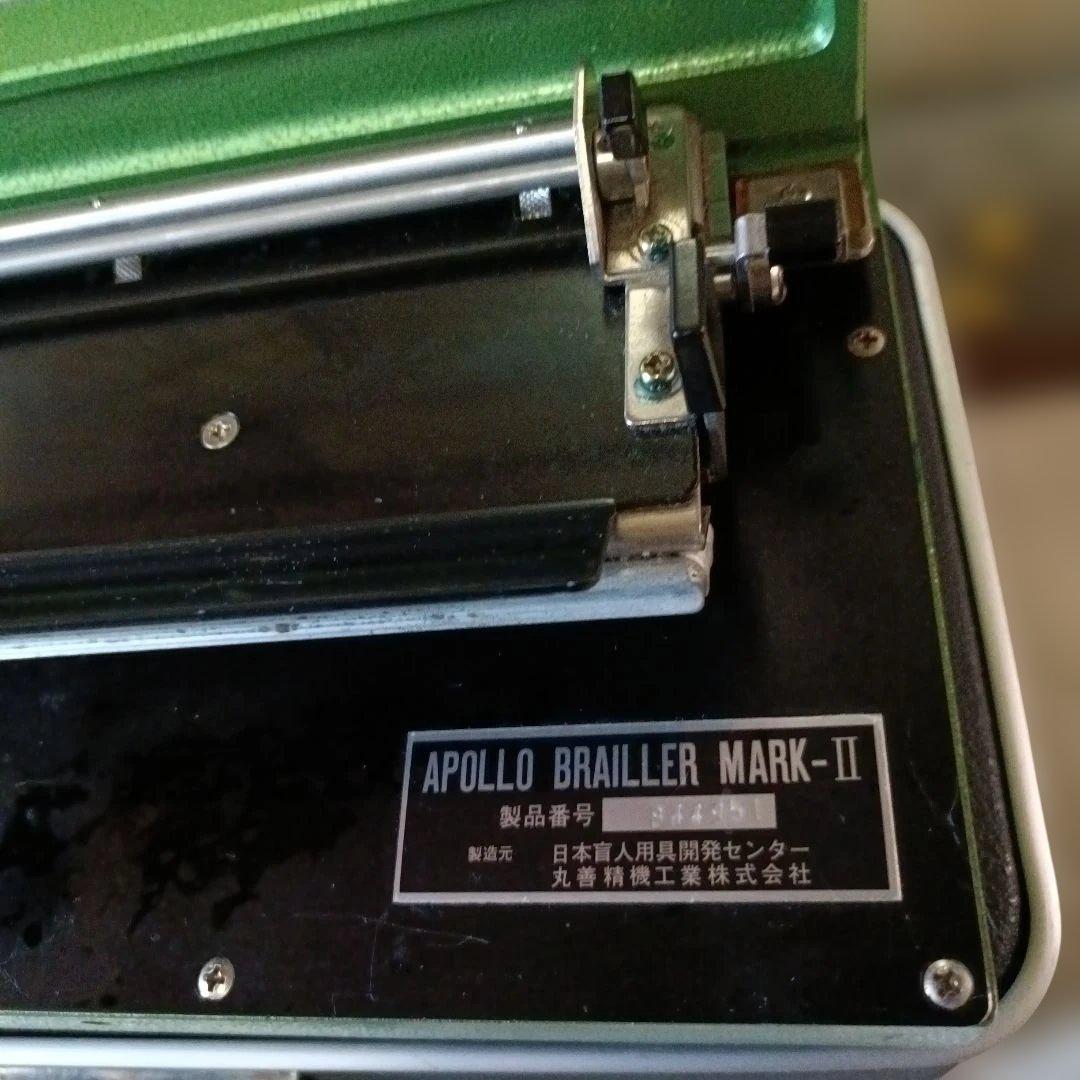 APOLLO BRAILLER MARK-II
製品番号
製造元 日本盲人用具開発センター
丸善精機工業株式会社